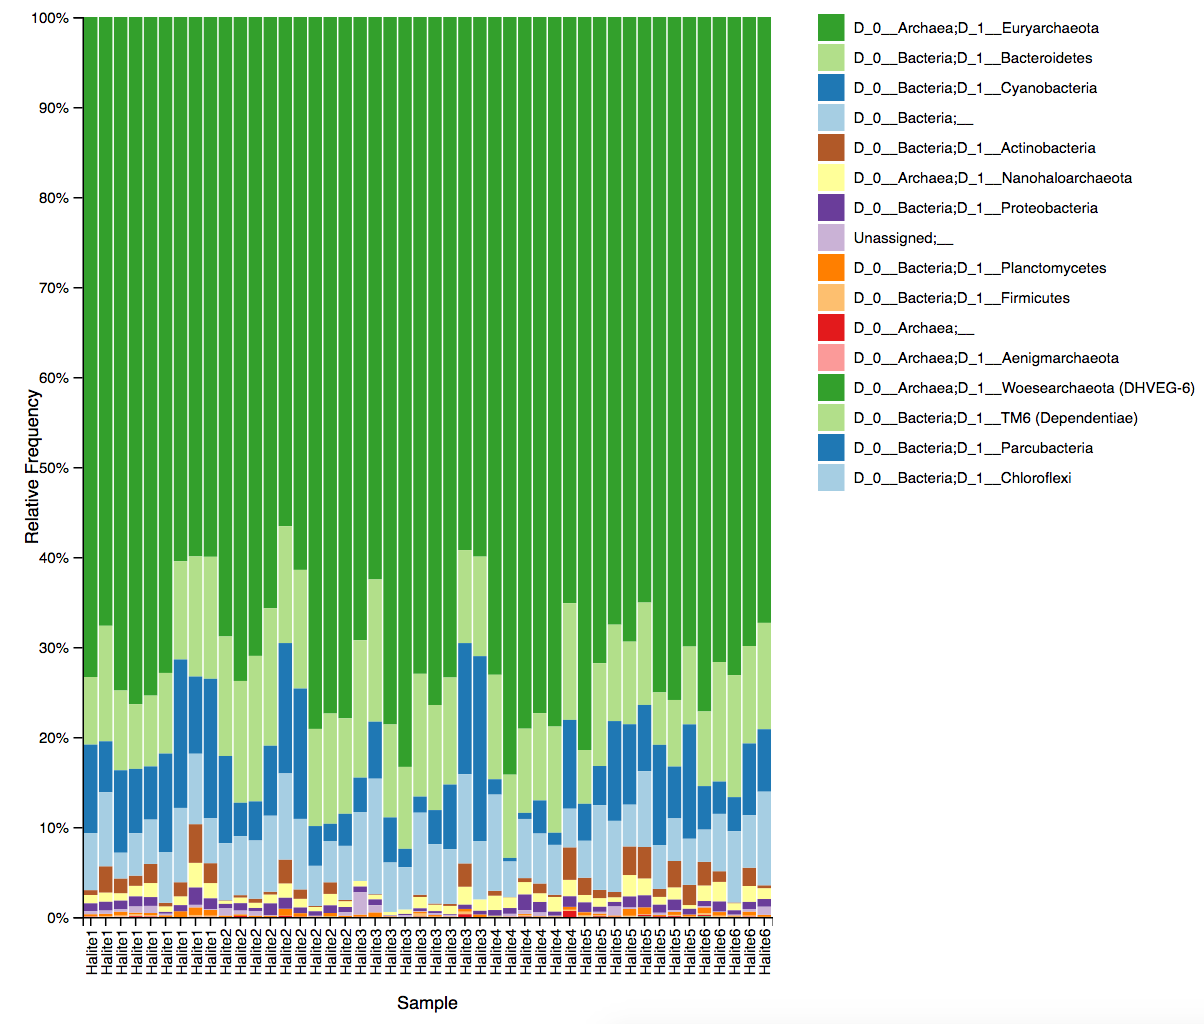 100%
90%
80%
70%
60%
50%
40%
30%
20%
10%
0%
Relative Frequency
Halite1
Halite1
Halite1
Halite1
Halite1
Halite1
Halite1
Halite1
Halite1
Halite2
Halite2
Halite2
Halite2
Halite2
Halite2
Halite2
Halite2
Halite2
Halite3
Halite3
Halite3
Halite3
Halite3
Halite3
Halite3
Halite3
Halite3
Halite4
Halite4
Halite4
Halite4
Halite4
Halite4
Halite5
Halite5
Halite5
Halite5
Halite5
Halite5
Halite5
Halite5
Halite6
Halite6
Halite6
Halite6
Halite6
Sample
D_0__Archaea;D_1__Euryarchaeota
D_0__Bacteria;D_1__Bacteroidetes
D_0__Bacteria;D_1__Cyanobacteria
D_0__Bacteria;__
D_0__Bacteria;D_1__Actinobacteria
D_0__Archaea;D_1__Nanohaloarchaeota
D_0__Bacteria;D_1__Proteobacteria
Unassigned;__
D_0__Bacteria;D_1__Planctomycetes
D_0__Bacteria;D_1__Firmicutes
D_0__Archaea;__
D_0__Archaea;D_1__Aenigmarchaeota
D_0__Archaea;D_1__Woesearchaeota (DHVEG-6)
D_0__Bacteria;D_1__TM6 (Dependentiae)
D_0__Bacteria;D_1__Parcubacteria
D_0__Bacteria;D_1__Chloroflexi